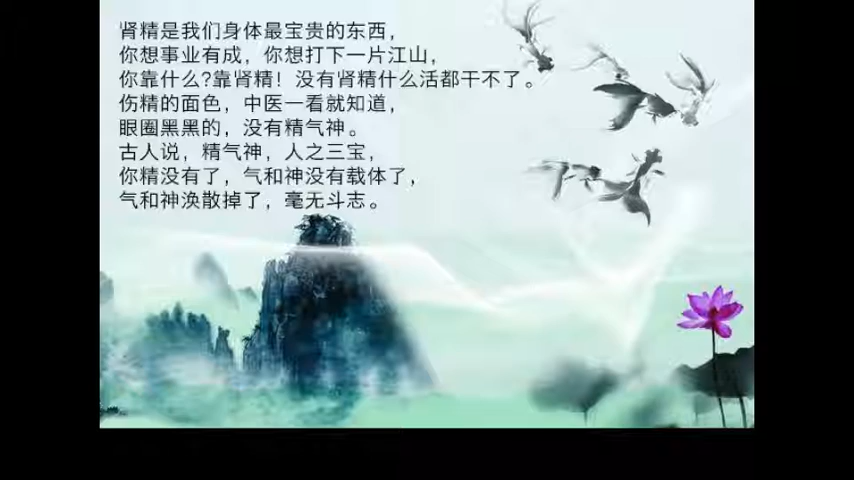 肾精是我们身体最宝贵的东西，
你想事业有成，你想打下一片江山，
你靠什么?靠肾精！没有肾精什么活都干不了。
伤精的面色，中医一看就知道，
眼圈黑黑的，没有精气神。
古人说，精气神，人之三宝，
你精没有了，气和神没有载体了，
气和神涣散掉了，毫无斗志。